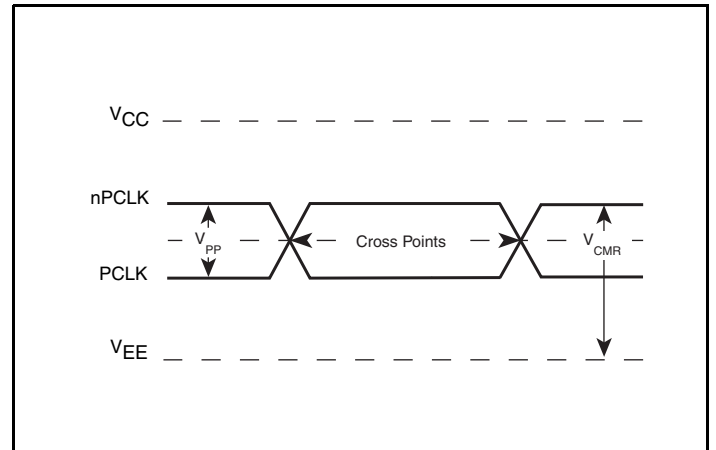 VCC
nPCLK
VPP
Cross Points
VCMR
PCLK
VEE